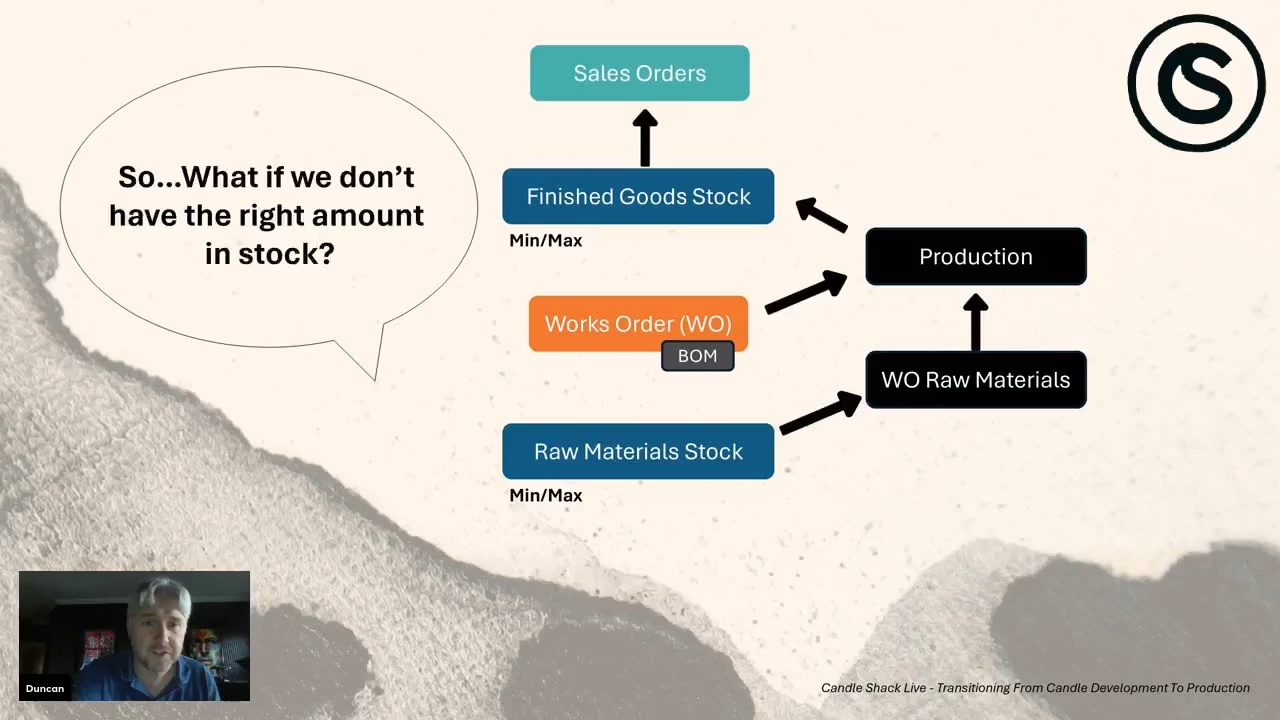 So...What if we don't
have the right amount
in stock?
Sales Orders
Finished Goods Stock
Min/Max
Production
Works Order (WO)
BOM
WO Raw Materials
Raw Materials Stock
Min/Max
Duncan
Candle Shack Live - Transitioning From Candle Development To Production